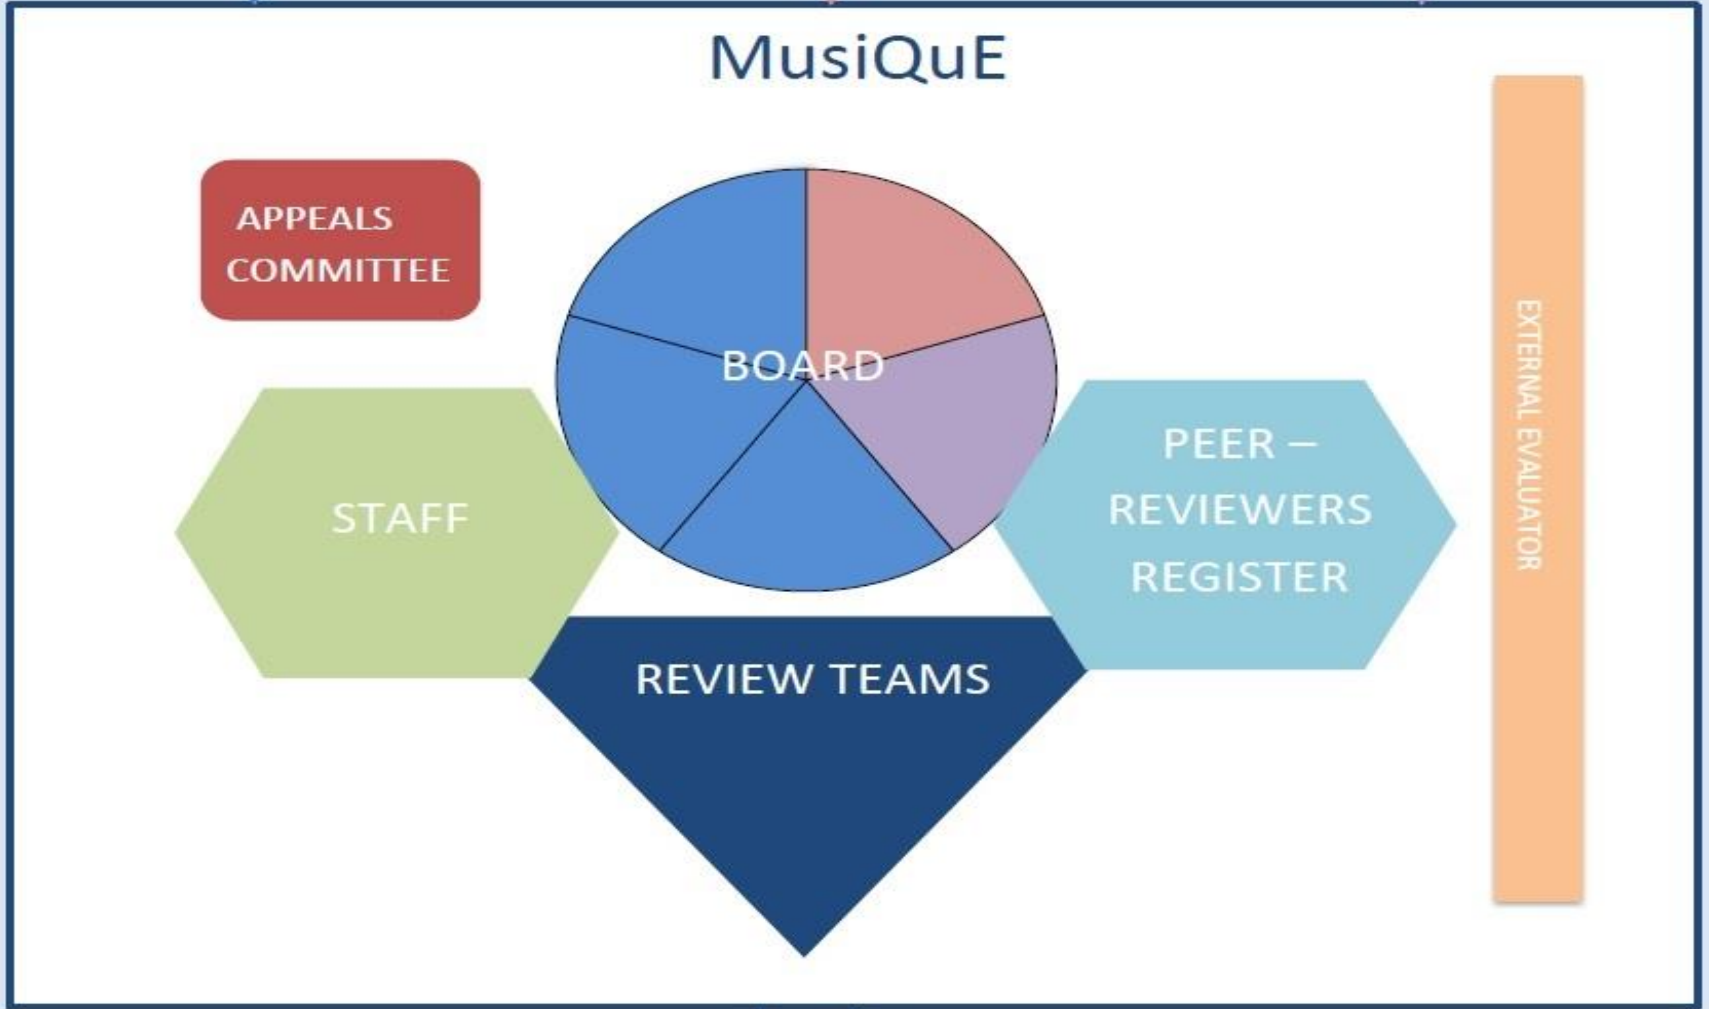 MusiQuE
APPEALS
COMMITTEE
BOARD
STAFF
PEER –
REVIEWERS
REGISTER
EXTERNAL EVALUATOR
REVIEW TEAMS